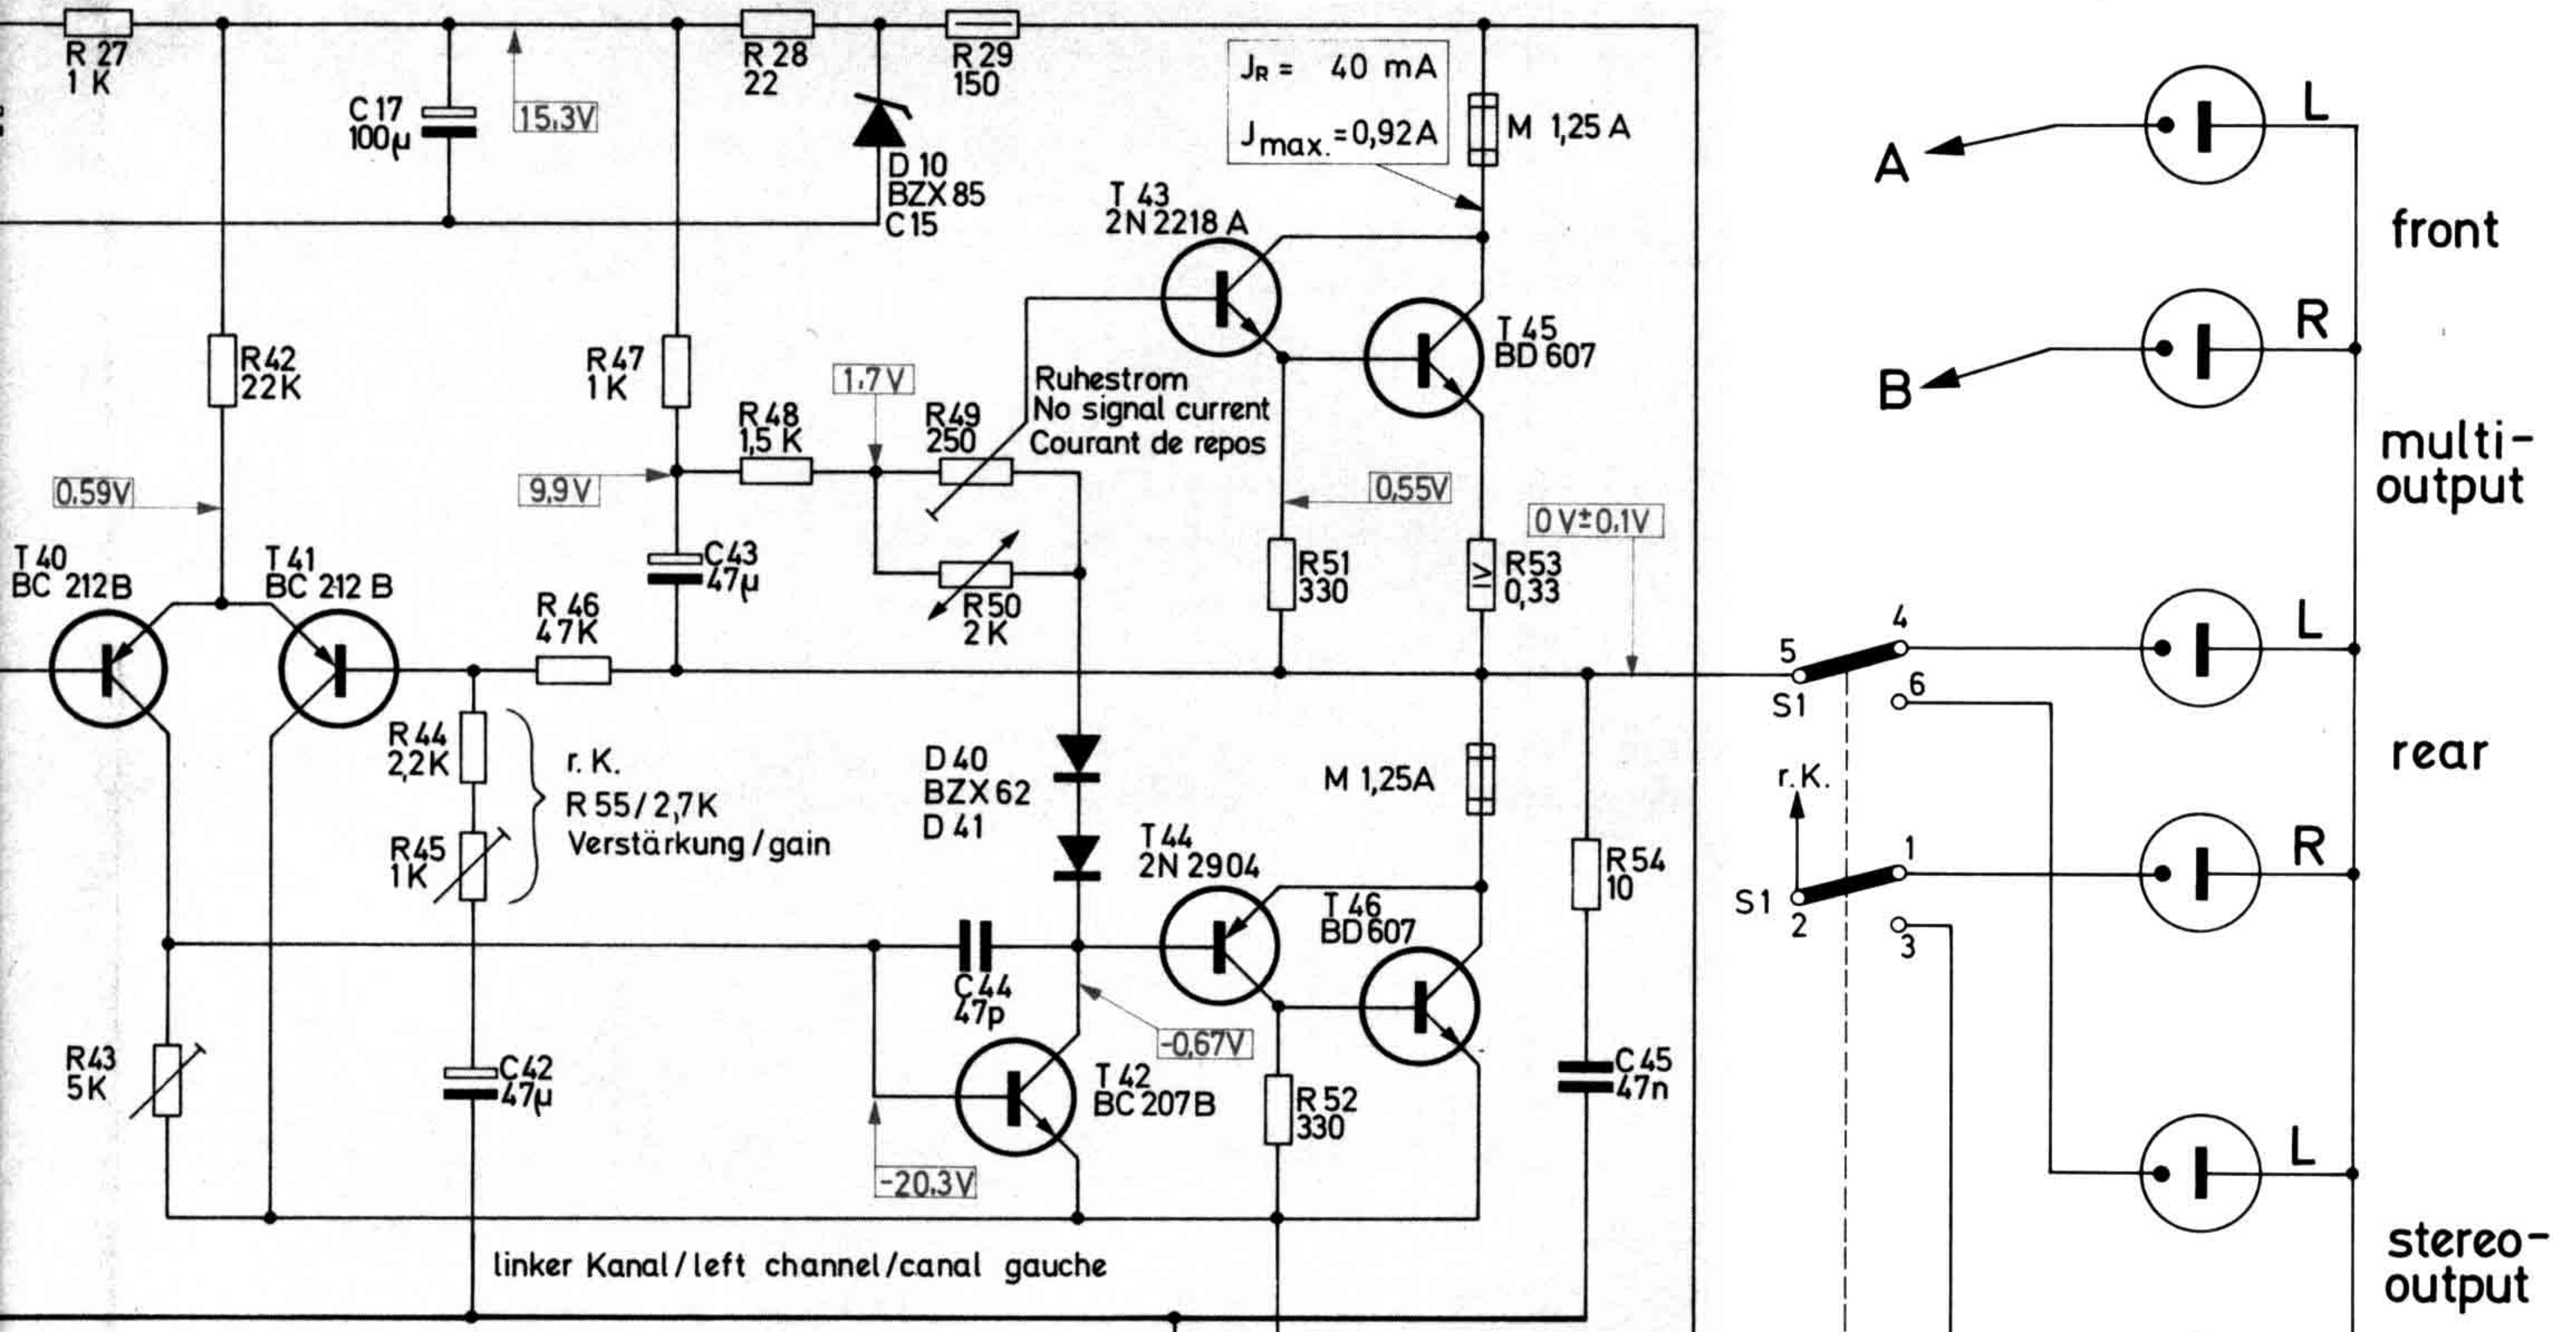 R 27
1 K
C 17
100µ
15.3V
R 28
22
R 29
150
D 10
BZX 85
C 15
JR = 40 mA
Jmax. = 0,92 A
M 1,25 A
T 43
2N 2218 A
T 45
BD 607
R 42
22K
R 47
1 K
1.7 V
R 48
1,5 K
R 49
250
Ruhestrom
No signal current
Courant de repos
0.59V
9.9V
0,55V
0 V±0.1V
T 40
BC 212 B
T 41
BC 212 B
R 46
47K
C 43
47µ
R 50
2 K
R 51
330
R 53
0,33
IV
R 44
2,2K
R 45
1K
r. K.
R 55 / 2,7K
Verstärkung / gain
D 40
BZX 62
D 41
M 1,25A
T 44
2N 2904
T 46
BD 607
R 54
10
C 44
47p
-0,67V
R 43
5 K
C 42
47µ
T 42
BC 207 B
-20.3V
R 52
330
C 45
47n
linker Kanal / left channel / canal gauche
A
L
front
B
R
multi-
output
5
4
6
S1
L
rear
r. K.
1
S1
2
3
R
L
stereo-
output